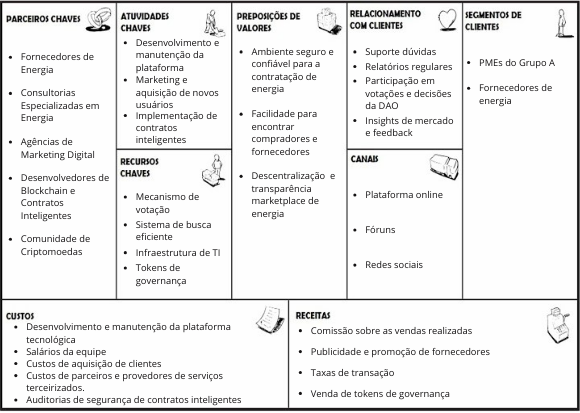 PARCEIROS CHAVES
Fornecedores de
Energia
Consultorias
Especializadas em
Energia
Agências de
Marketing Digital
Desenvolvedores de
Blockchain e
Contratos
Inteligentes
Comunidade de
Criptomoedas
ATUVIDADES
CHAVES
Desenvolvimento e
manutenção da
plataforma
Marketing e
aquisição de novos
usuários
Implementação de
contratos
inteligentes
RECURSOS
CHAVES
Mecanismo de
votação
Sistema de busca
eficiente
Infraestrutura de TI
Tokens de
governança
PREPOSIÇÕES DE
VALORES
Ambiente seguro e
confiável para a
contratação de
energia
Facilidade para
encontrar
compradores e
fornecedores
Descentralização e
transparência
marketplace de
energia
RELACIONAMENTO
COM CLIENTES
Suporte dúvidas
Relatórios regulares
Participação em
votações e decisões
da DAO
Insights de mercado
e feedback
CANAIS
Plataforma online
Fóruns
Redes sociais
SEGMENTOS DE
CLIENTES
PMEs do Grupo A
Fornecedores de
energia
CUSTOS
Desenvolvimento e manutenção da plataforma
tecnológica
Salários da equipe
Custos de aquisição de clientes
Custos de parceiros e provedores de serviços
terceirizados.
Auditorias de segurança de contratos inteligentes
RECEITAS
Comissão sobre as vendas realizadas
Publicidade e promoção de fornecedores
Taxas de transação
Venda de tokens de governança